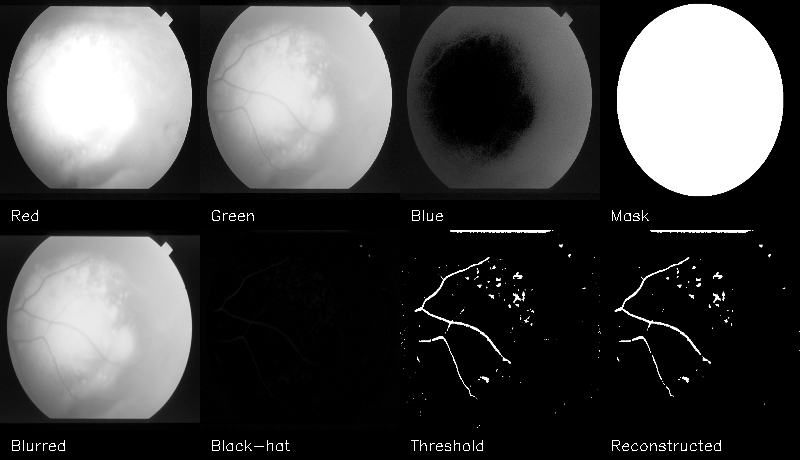 Red
Green
Blue
Mask
Blurred
Black-hat
Threshold
Reconstructed